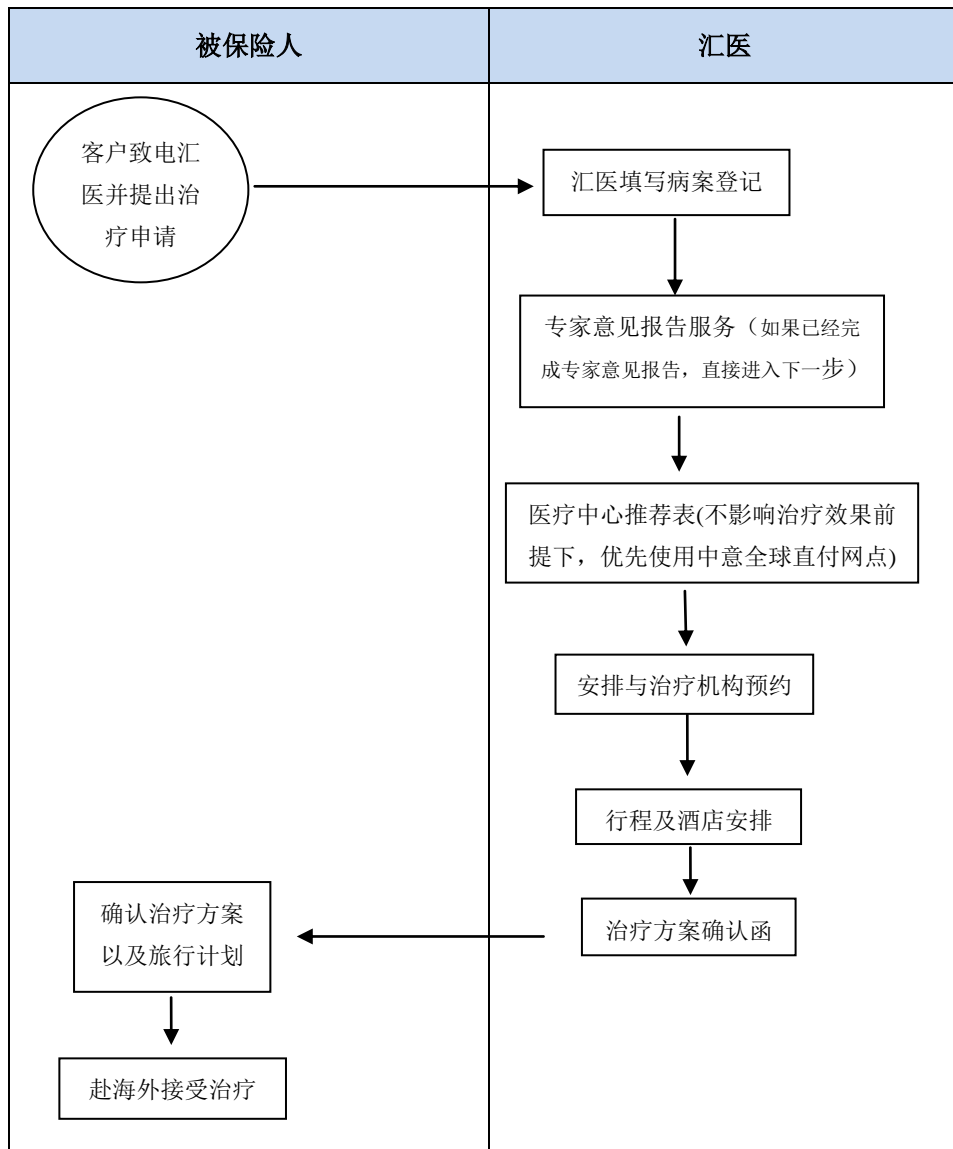 被保险人
汇医
客户致电汇
医并提出治
疗申请
汇医填写病案登记
专家意见报告服务（如果已经完
成专家意见报告，直接进入下一步）
医疗中心推荐表(不影响治疗效果前
提下，优先使用中意全球直付网点)
安排与治疗机构预约
行程及酒店安排
治疗方案确认函
确认治疗方案
以及旅行计划
赴海外接受治疗